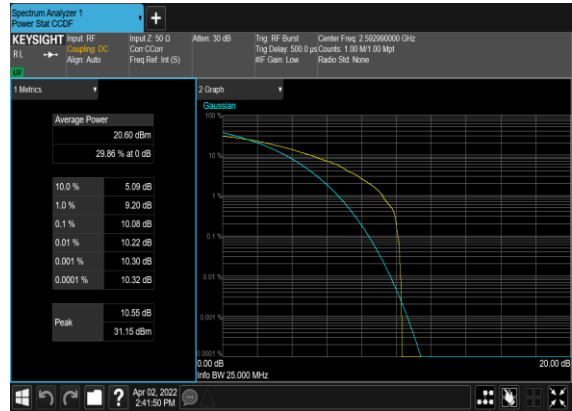 Spectrum Analyzer 1
Power Stat CCDF
KEYSIGHT
RL
Input: RF
Coupling: DC
Align: Auto
Input Z: 50 Ω
Corr CCorr
Freq Ref: Int (S)
Atten: 30 dB
Trig: RF Burst
Trig Delay: 500.0 µs
#IF Gain: Low
Center Freq: 2.592990000 GHz
Counts: 1.00 M/1.00 Mpt
Radio Std: None
1 Metrics
Average Power
20.60 dBm
29.86 % at 0 dB
10.0 % 5.09 dB
1.0 % 9.20 dB
0.1 % 10.08 dB
0.01 % 10.22 dB
0.001 % 10.30 dB
0.0001 % 10.32 dB
Peak
10.55 dB
31.15 dBm
2 Graph
Gaussian
100 %
10 %
1 %
0.1 %
0.01 %
0.001 %
0.0001 %
0.00 dB
20.00 dB
Info BW 25.000 MHz
Apr 02, 2022
2:41:50 PM